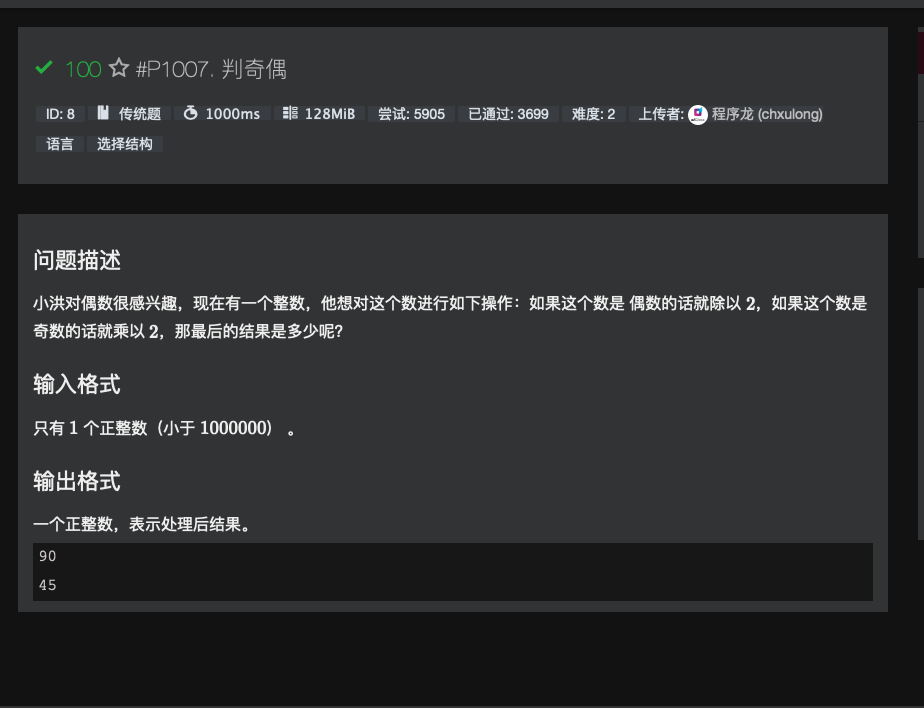 100 #P1007. 判奇偶
ID: 8 传统题 1000ms 128MiB 尝试: 5905 已通过: 3699 难度: 2 上传者: 程序龙 (chxulong)
语言 选择结构
问题描述
小洪对偶数很感兴趣，现在有一个整数，他想对这个数进行如下操作：如果这个数是 偶数的话就除以 2，如果这个数是
奇数的话就乘以 2，那最后的结果是多少呢?
输入格式
只有 1 个正整数（小于 1000000） 。
输出格式
一个正整数，表示处理后结果。
90
45